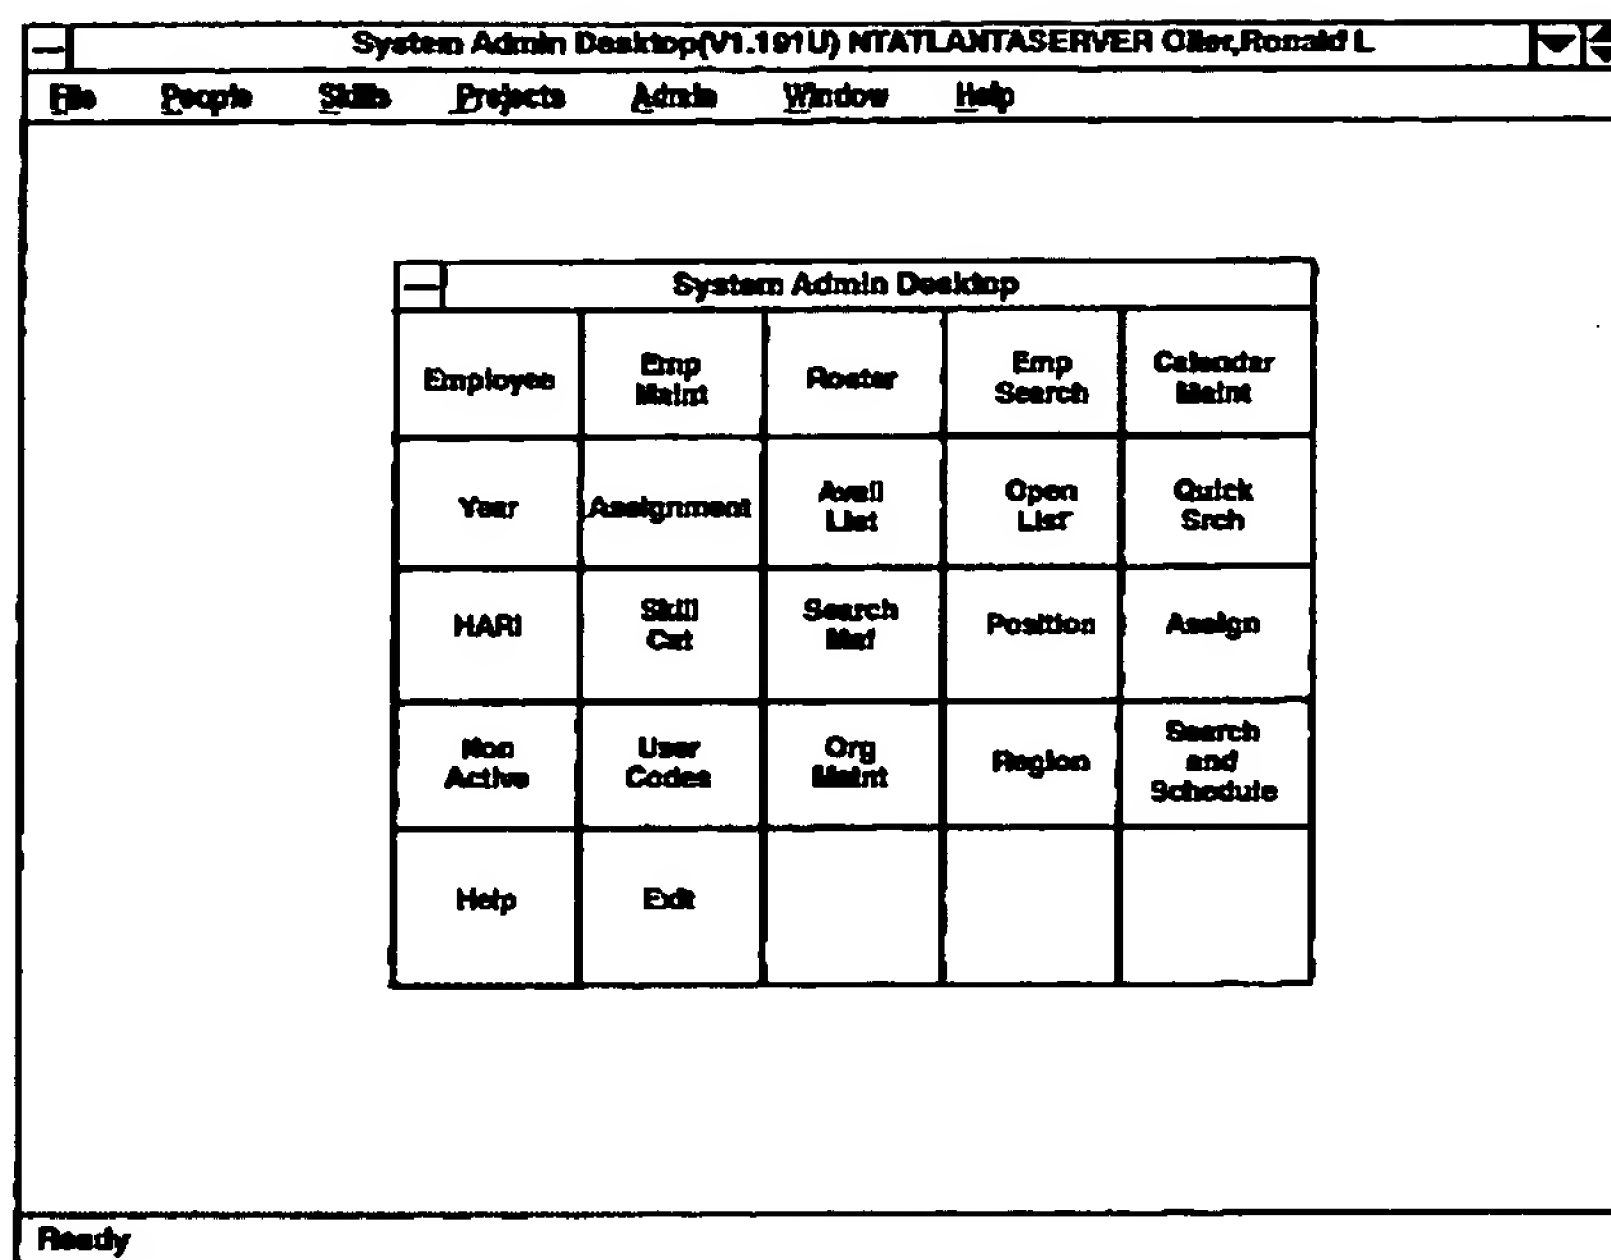 System Admin Desktop(V1.191U) NTATLANTASERVER Oller,Ronald L
File People Skills Projects Admin Window Help
System Admin Desktop
Employee
Emp
Maint
Roster
Emp
Search
Calendar
Maint
Year
Assignment
Avail
List
Open
List
Quick
Srch
HARI
Skill
Cat
Search
Position
Assign
Non
Active
User
Codes
Org
Maint
Region
Search
and
Schedule
Help
Exit
Ready